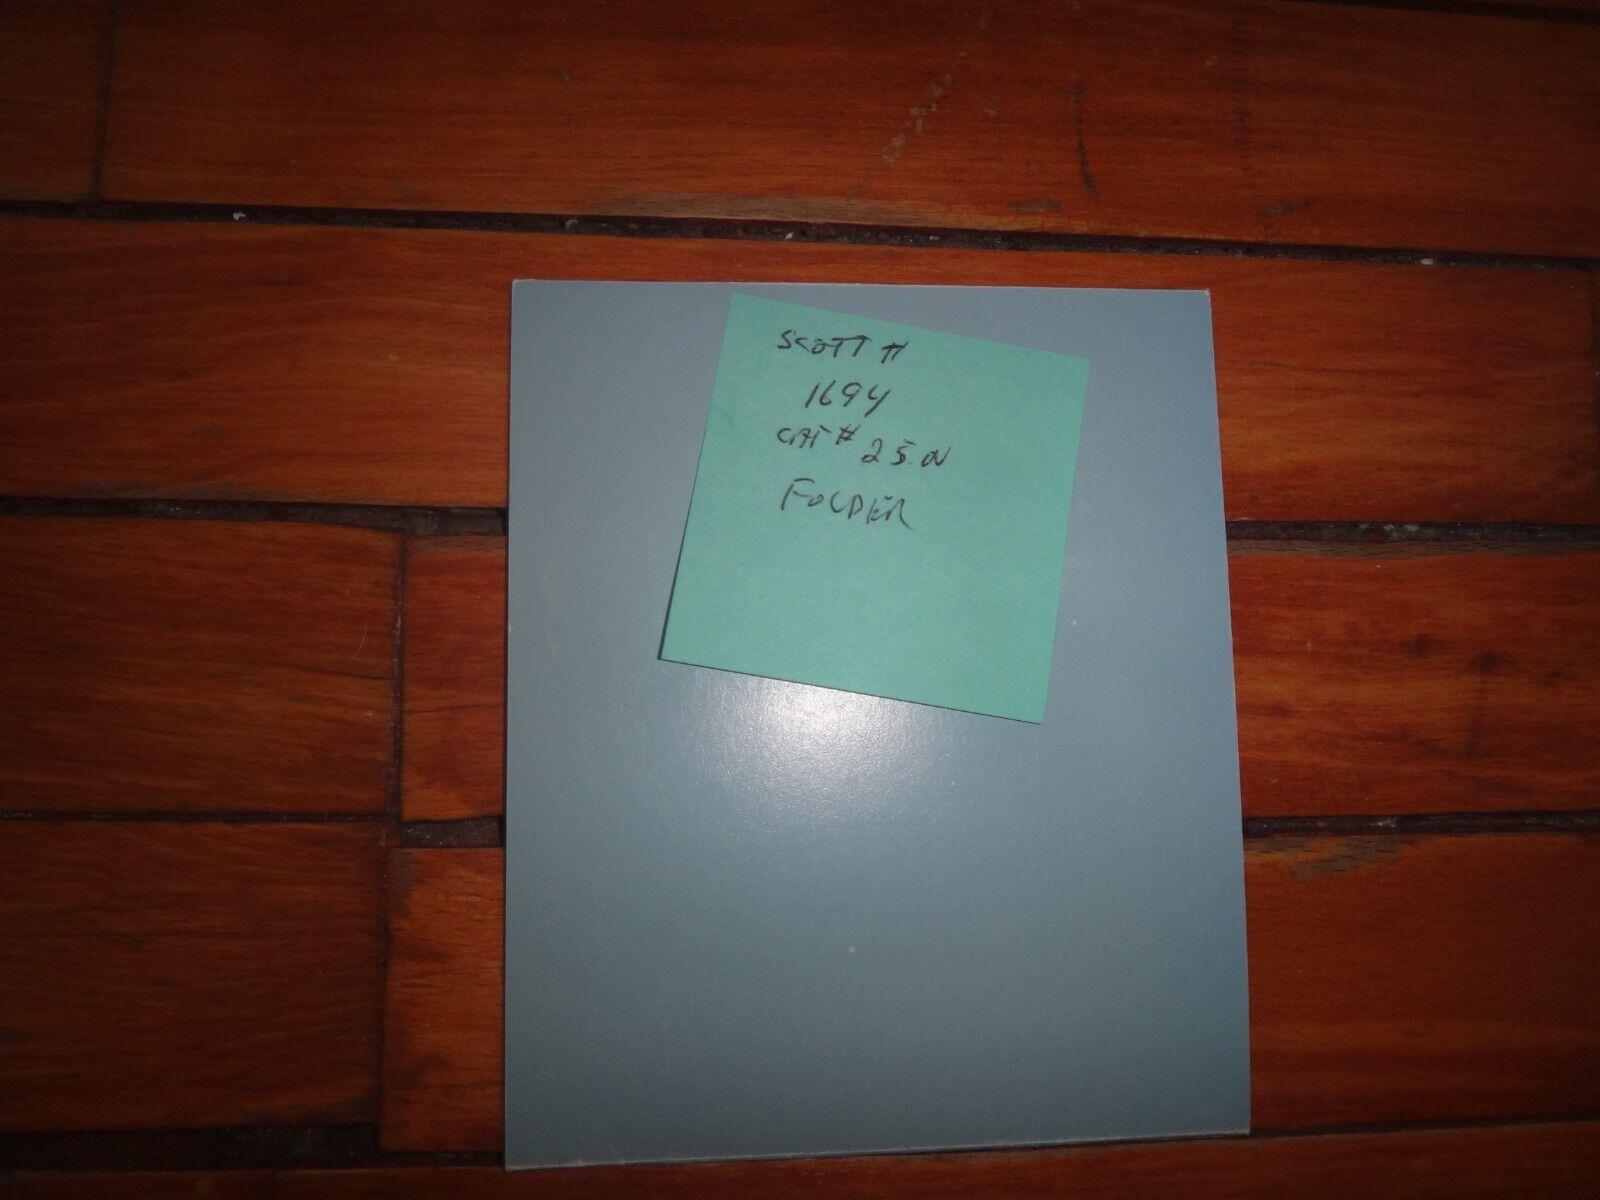 SCOTT #
1694
CAT # 25.00
FOLDER